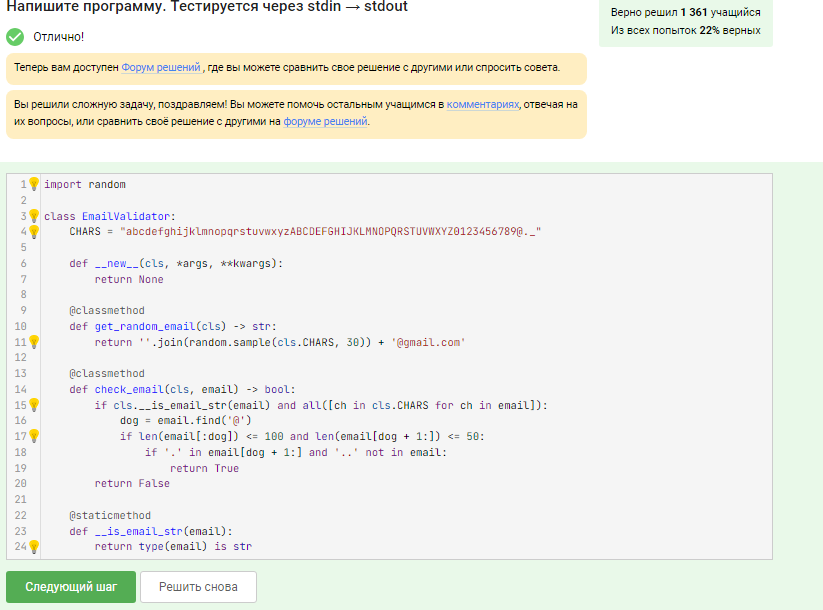 Напишите программу. Тестируется через stdin → stdout
Верно решил 1 361 учащийся
Из всех попыток 22% верных
Отлично!
Теперь вам доступен Форум решений , где вы можете сравнить свое решение с другими или спросить совета.
Вы решили сложную задачу, поздравляем! Вы можете помочь остальным учащимся в комментариях, отвечая на
их вопросы, или сравнить своё решение с другими на форуме решений.
1 import random
2
3 class EmailValidator:
4     CHARS = "abcdefghijklmnopqrstuvwxyzABCDEFGHIJKLMNOPQRSTUVWXYZ0123456789@._"
5
6     def __new__(cls, *args, **kwargs):
7         return None
8
9     @classmethod
10     def get_random_email(cls) -> str:
11         return ''.join(random.sample(cls.CHARS, 30)) + '@gmail.com'
12
13     @classmethod
14     def check_email(cls, email) -> bool:
15         if cls.__is_email_str(email) and all([ch in cls.CHARS for ch in email]):
16             dog = email.find('@')
17             if len(email[:dog]) <= 100 and len(email[dog + 1:]) <= 50:
18                 if '.' in email[dog + 1:] and '..' not in email:
19                     return True
20         return False
21
22     @staticmethod
23     def __is_email_str(email):
24         return type(email) is str
Следующий шаг
Решить снова